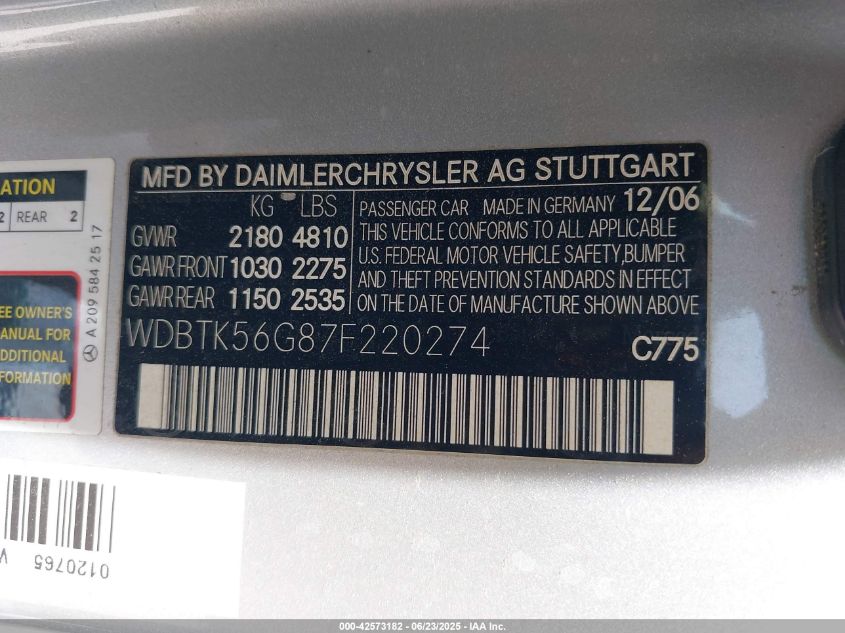 ATION
2 REAR 2
EE OWNER'S
MANUAL FOR
ADDITIONAL
FORMATION
A 209 584 25 17
MFD BY DAIMLERCHRYSLER AG STUTTGART
KG LBS
GVWR 2180 4810
GAWR FRONT 1030 2275
GAWR REAR 1150 2535
PASSENGER CAR MADE IN GERMANY 12/06
THIS VEHICLE CONFORMS TO ALL APPLICABLE
U.S. FEDERAL MOTOR VEHICLE SAFETY, BUMPER
AND THEFT PREVENTION STANDARDS IN EFFECT
ON THE DATE OF MANUFACTURE SHOWN ABOVE
WDBTK56G87F220274 C775
0120765 V
000-42573182 - 06/23/2025 - IAA Inc.